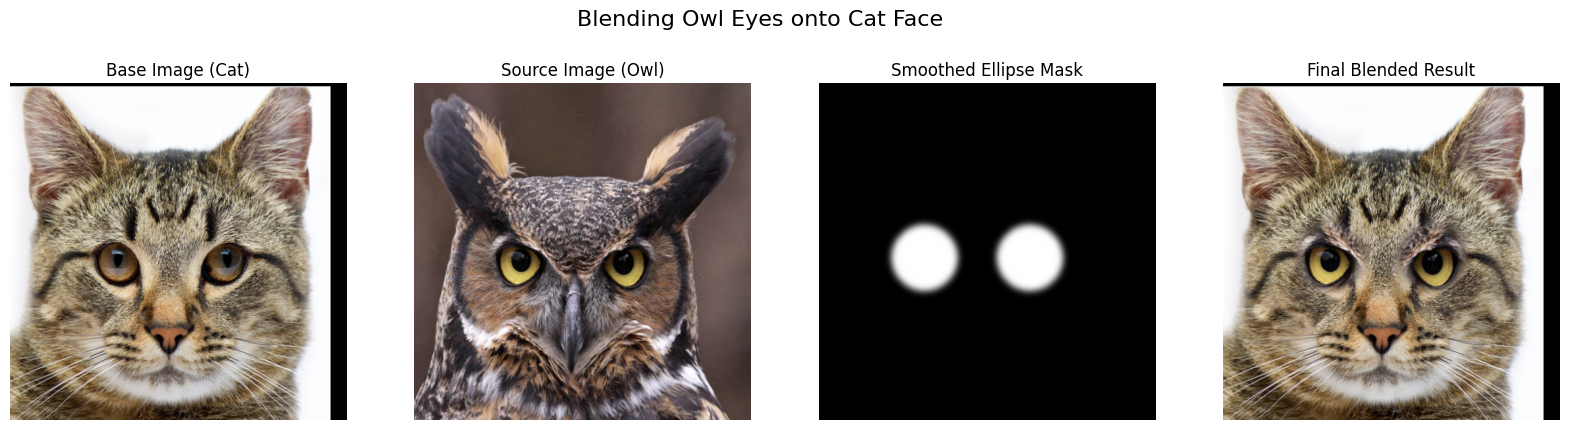 Blending Owl Eyes onto Cat Face
Base Image (Cat)
Source Image (Owl)
Smoothed Ellipse Mask
Final Blended Result